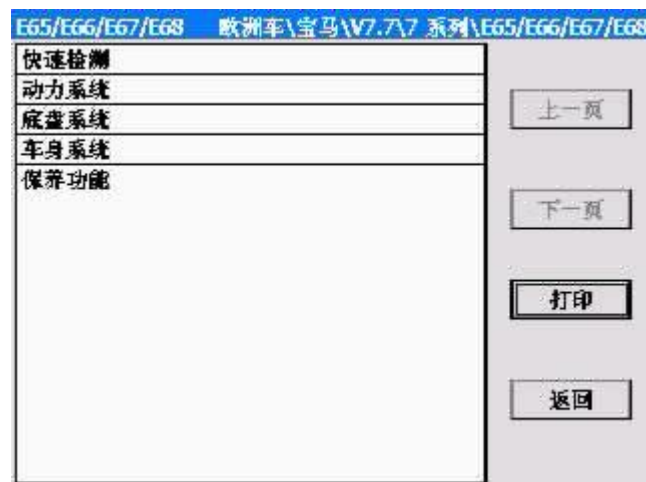 E65/E66/E67/E68 欧洲车\宝马\V7.7\7 系列\E65/E66/E67/E68
快速检测
动力系统
底盘系统
车身系统
保养功能
上一页
下一页
打印
返回